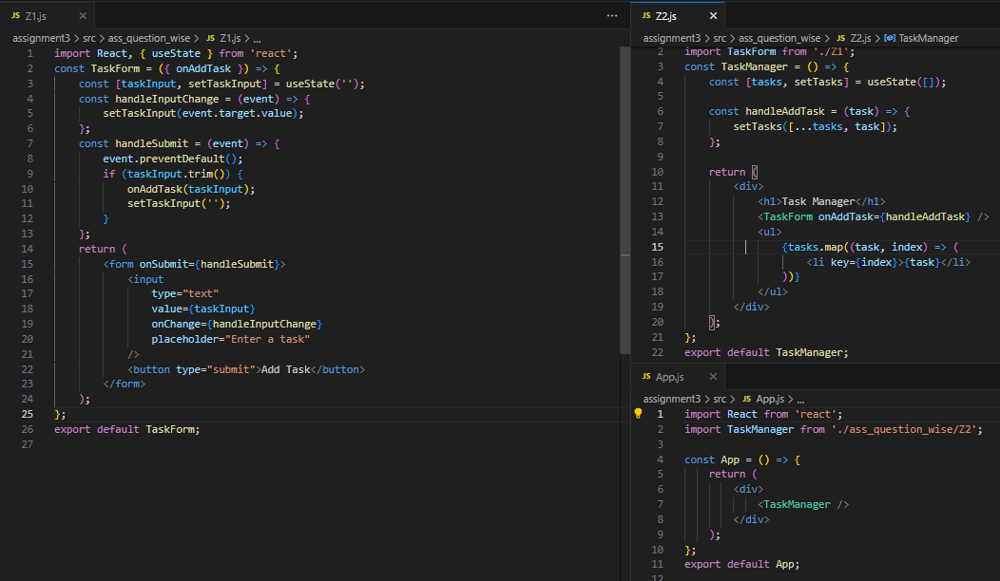 JS Z1.js × ...
assignment3 > src > ass_question_wise > JS Z1.js > ...
1 import React, { useState } from 'react';
2 const TaskForm = ({ onAddTask }) => {
3 const [taskInput, setTaskInput] = useState('');
4 const handleInputChange = (event) => {
5 setTaskInput(event.target.value);
6 };
7 const handleSubmit = (event) => {
8 event.preventDefault();
9 if (taskInput.trim()) {
10 onAddTask(taskInput);
11 setTaskInput('');
12 }
13 };
14 return (
15 <form onSubmit={handleSubmit}>
16 <input
17 type="text"
18 value={taskInput}
19 onChange={handleInputChange}
20 placeholder="Enter a task"
21 />
22 <button type="submit">Add Task</button>
23 </form>
24 );
25 };
26 export default TaskForm;
27
JS Z2.js ×
assignment3 > src > ass_question_wise > JS Z2.js > TaskManager
2 import TaskForm from './Z1';
3 const TaskManager = () => {
4 const [tasks, setTasks] = useState([]);
5
6 const handleAddTask = (task) => {
7 setTasks([...tasks, task]);
8 };
9
10 return (
11 <div>
12 <h1>Task Manager</h1>
13 <TaskForm onAddTask={handleAddTask} />
14 <ul>
15 {tasks.map((task, index) => (
16 <li key={index}>{task}</li>
17 ))}
18 </ul>
19 </div>
20 );
21 };
22 export default TaskManager;
JS App.js ×
assignment3 > src > JS App.js > ...
1 import React from 'react';
2 import TaskManager from './ass_question_wise/Z2';
3
4 const App = () => {
5 return (
6 <div>
7 <TaskManager />
8 </div>
9 );
10 };
11 export default App;
12